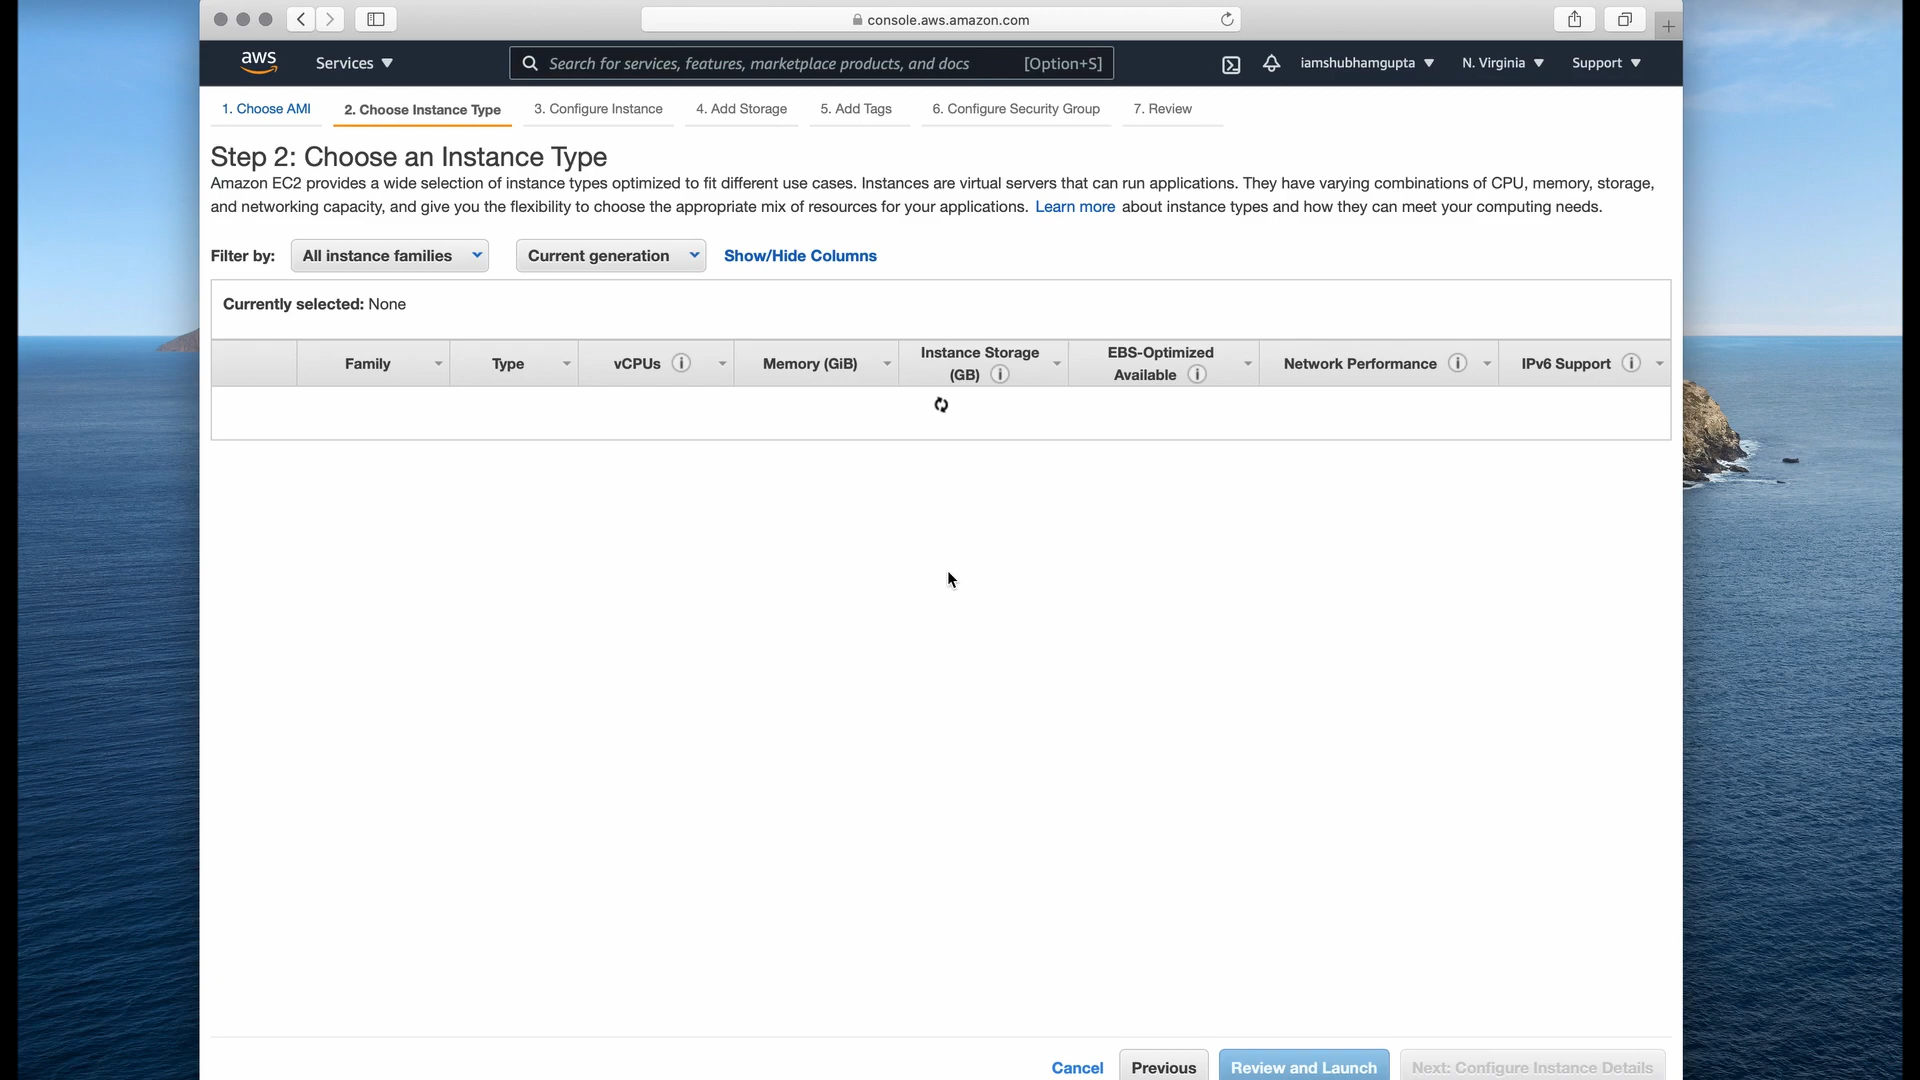 console.aws.amazon.com
aws
Services
Search for services, features, marketplace products, and docs
[Option+S]
iamshubhamgupta
N. Virginia
Support
1. Choose AMI
2. Choose Instance Type
3. Configure Instance
4. Add Storage
5. Add Tags
6. Configure Security Group
7. Review
Step 2: Choose an Instance Type
Amazon EC2 provides a wide selection of instance types optimized to fit different use cases. Instances are virtual servers that can run applications. They have varying combinations of CPU, memory, storage,
and networking capacity, and give you the flexibility to choose the appropriate mix of resources for your applications. Learn more about instance types and how they can meet your computing needs.
Filter by:
All instance families
Current generation
Show/Hide Columns
Currently selected: None
Family
Type
vCPUs
Memory (GiB)
Instance Storage
(GB)
EBS-Optimized
Available
Network Performance
IPv6 Support
Cancel
Previous
Review and Launch
Next: Configure Instance Details